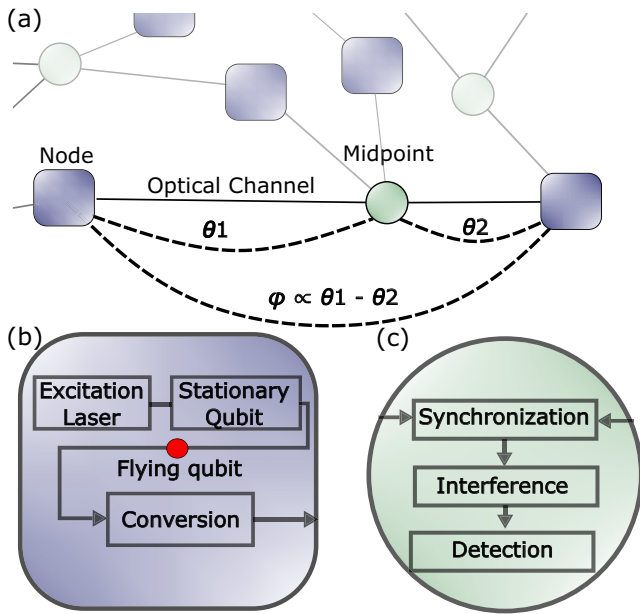 (a)
Node
Midpoint
Optical Channel
θ1
θ2
φ ∝ θ1 - θ2
(b)
Excitation
Laser
Stationary
Qubit
Flying qubit
Conversion
(c)
Synchronization
Interference
Detection